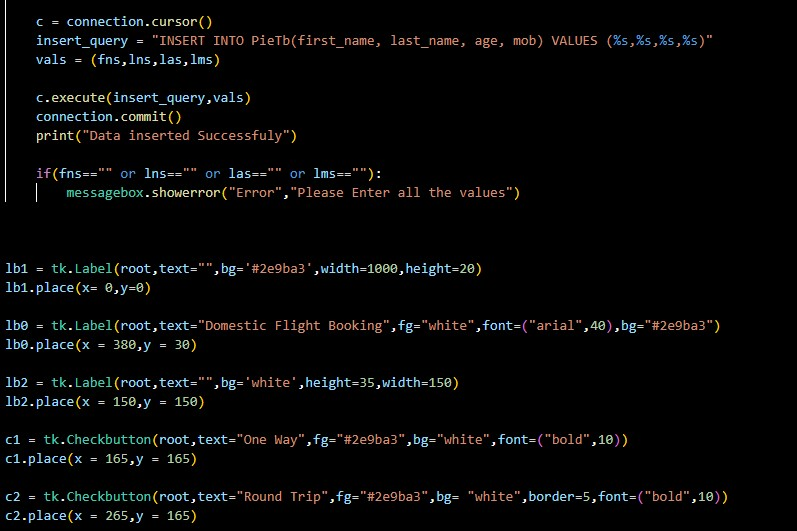 c = connection.cursor()
insert_query = "INSERT INTO PieTb(first_name, last_name, age, mob) VALUES (%s,%s,%s,%s)"
vals = (fns,lns,las,lms)
c.execute(insert_query,vals)
connection.commit()
print("Data inserted Successfuly")
if(fns=="" or lns=="" or las=="" or lms==""):
messagebox.showerror("Error","Please Enter all the values")
lb1 = tk.Label(root,text="",bg='#2e9ba3',width=1000,height=20)
lb1.place(x= 0,y=0)
lb0 = tk.Label(root,text="Domestic Flight Booking",fg="white",font=("arial",40),bg="#2e9ba3")
lb0.place(x = 380,y = 30)
lb2 = tk.Label(root,text="",bg='white',height=35,width=150)
lb2.place(x = 150,y = 150)
c1 = tk.Checkbutton(root,text="One Way",fg="#2e9ba3",bg="white",font=("bold",10))
c1.place(x = 165,y = 165)
c2 = tk.Checkbutton(root,text="Round Trip",fg="#2e9ba3",bg= "white",border=5,font=("bold",10))
c2.place(x = 265,y = 165)